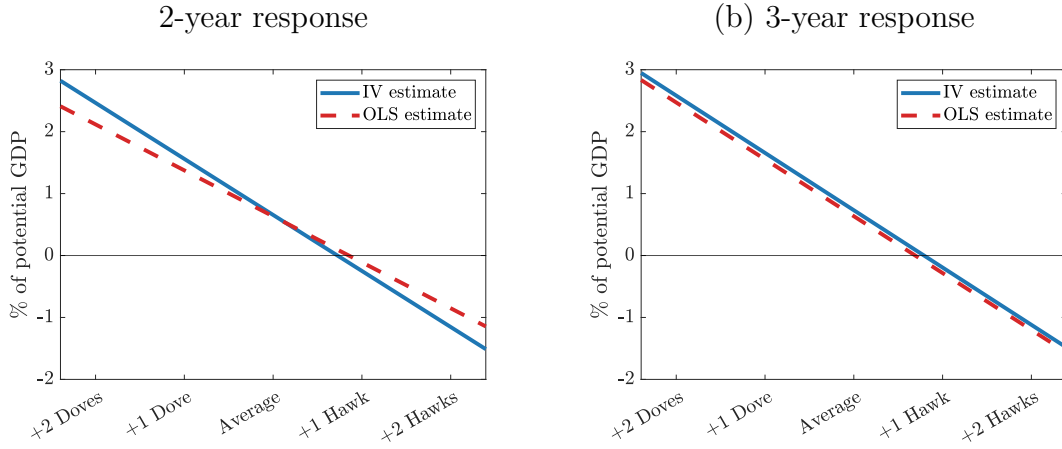 2-year response
(b) 3-year response
% of potential GDP
3
2
1
0
-1
-2
IV estimate
OLS estimate
+2 Doves
+1 Dove
Average
+1 Hawk
+2 Hawks
% of potential GDP
3
2
1
0
-1
-2
IV estimate
OLS estimate
+2 Doves
+1 Dove
Average
+1 Hawk
+2 Hawks